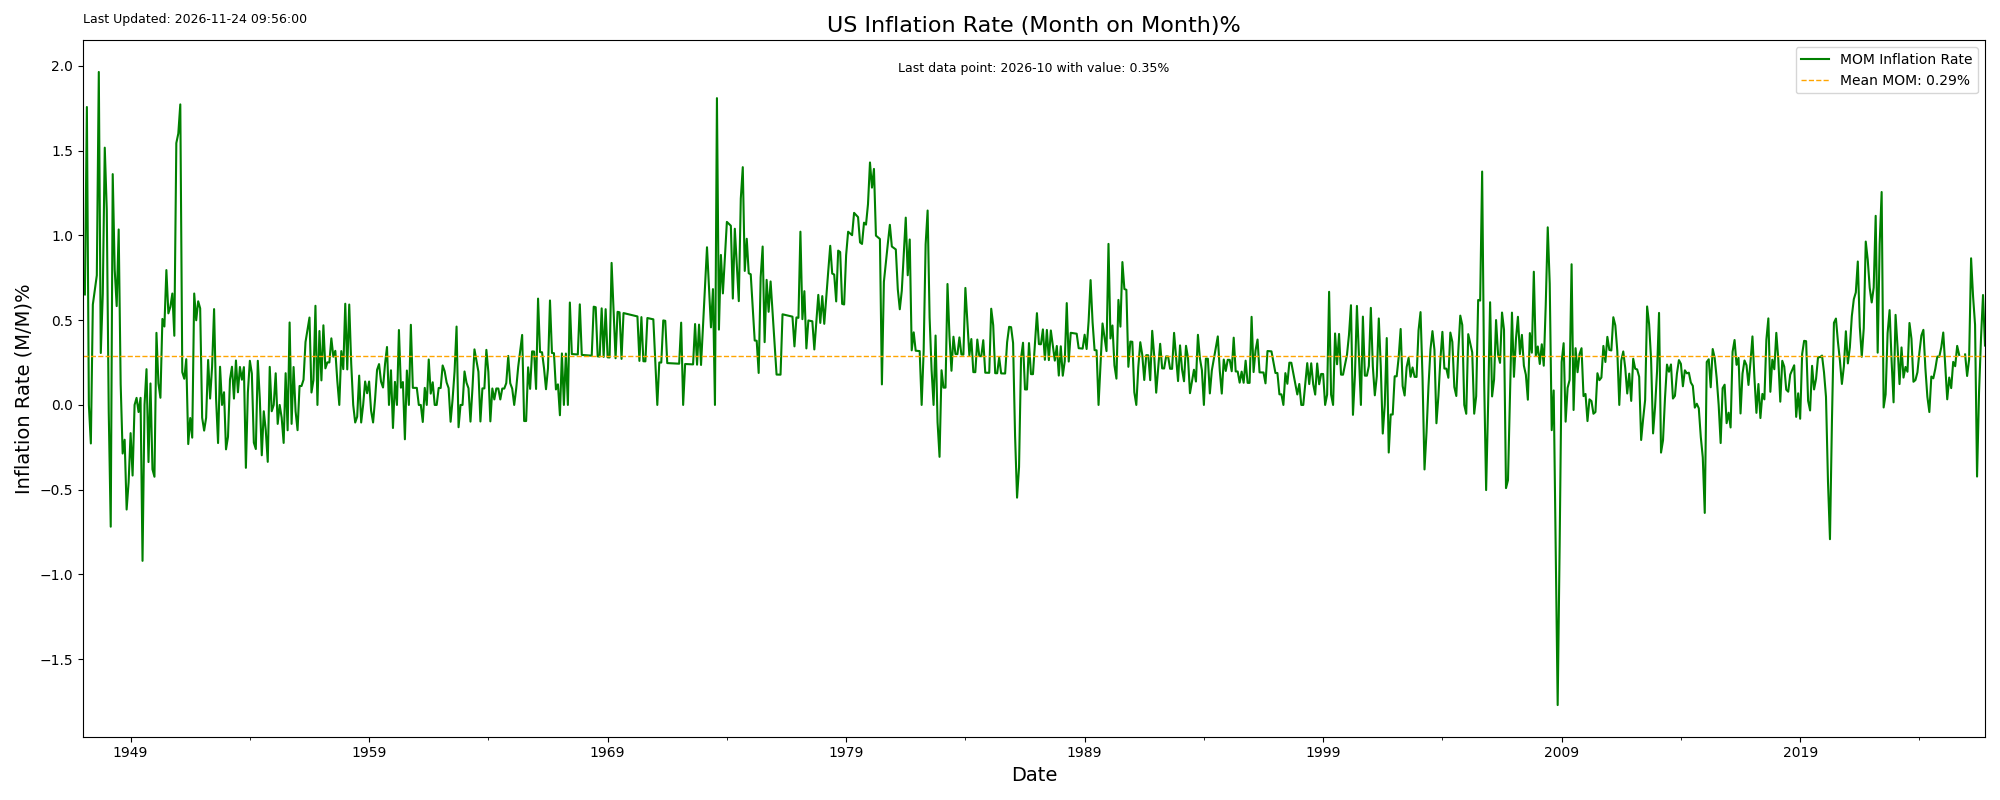 Last Updated: 2026-11-24 09:56:00
US Inflation Rate (Month on Month)%
Last data point: 2026-10 with value: 0.35%
MOM Inflation Rate
Mean MOM: 0.29%
Inflation Rate (M/M)%
2.0
1.5
1.0
0.5
0.0
−0.5
−1.0
−1.5
1949
1959
1969
1979
1989
1999
2009
2019
Date